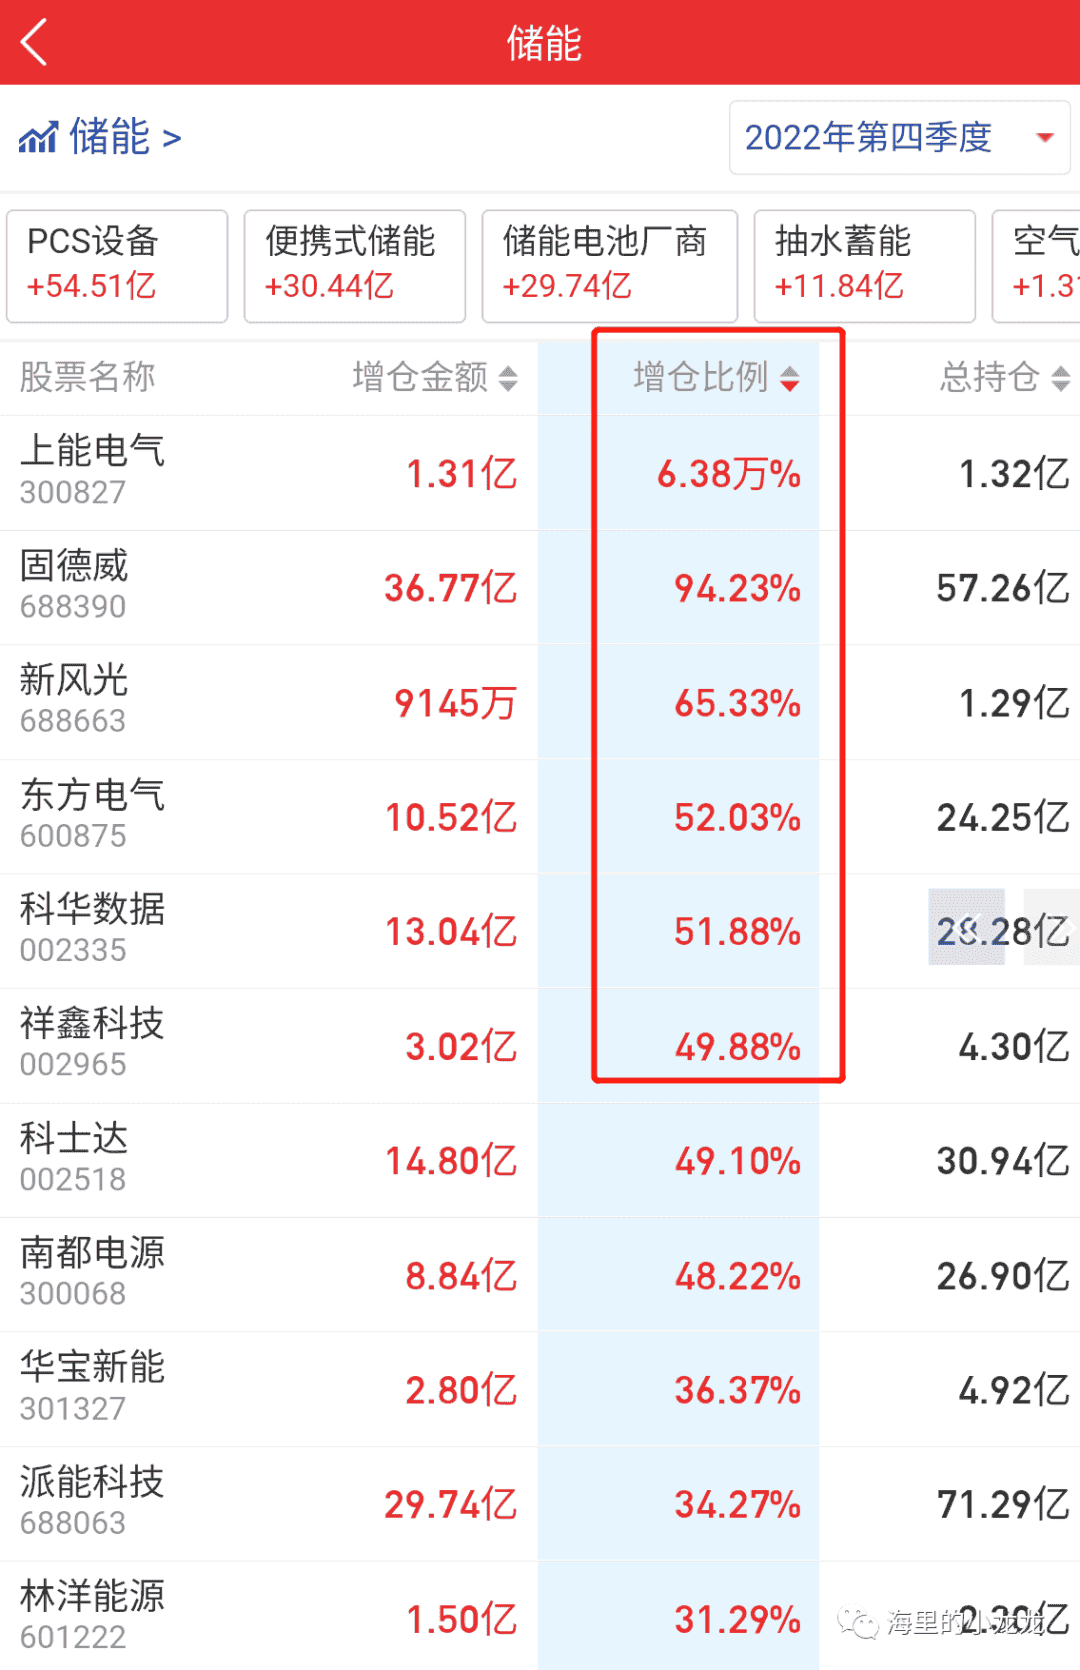 储能
储能 >
2022年第四季度
PCS设备 便携式储能 储能电池厂商 抽水蓄能 空气
+54.51亿 +30.44亿 +29.74亿 +11.84亿 +1.31
股票名称 增仓金额 增仓比例 总持仓
上能电气
300827
1.31亿 6.38万% 1.32亿
固德威
688390
36.77亿 94.23% 57.26亿
新风光
688663
9145万 65.33% 1.29亿
东方电气
600875
10.52亿 52.03% 24.25亿
科华数据
002335
13.04亿 51.88% 28.28亿
祥鑫科技
002965
3.02亿 49.88% 4.30亿
科士达
002518
14.80亿 49.10% 30.94亿
南都电源
300068
8.84亿 48.22% 26.90亿
华宝新能
301327
2.80亿 36.37% 4.92亿
派能科技
688063
29.74亿 34.27% 71.29亿
林洋能源
601222
1.50亿 31.29% 2.30亿
海里的小龙龙